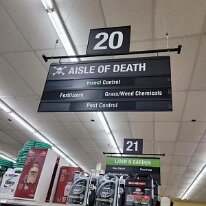 20
AISLE OF DEATH
Insect Control
Fertilizers Grass/Weed Chemicals
Pest Control
21
LAWN & GARDEN